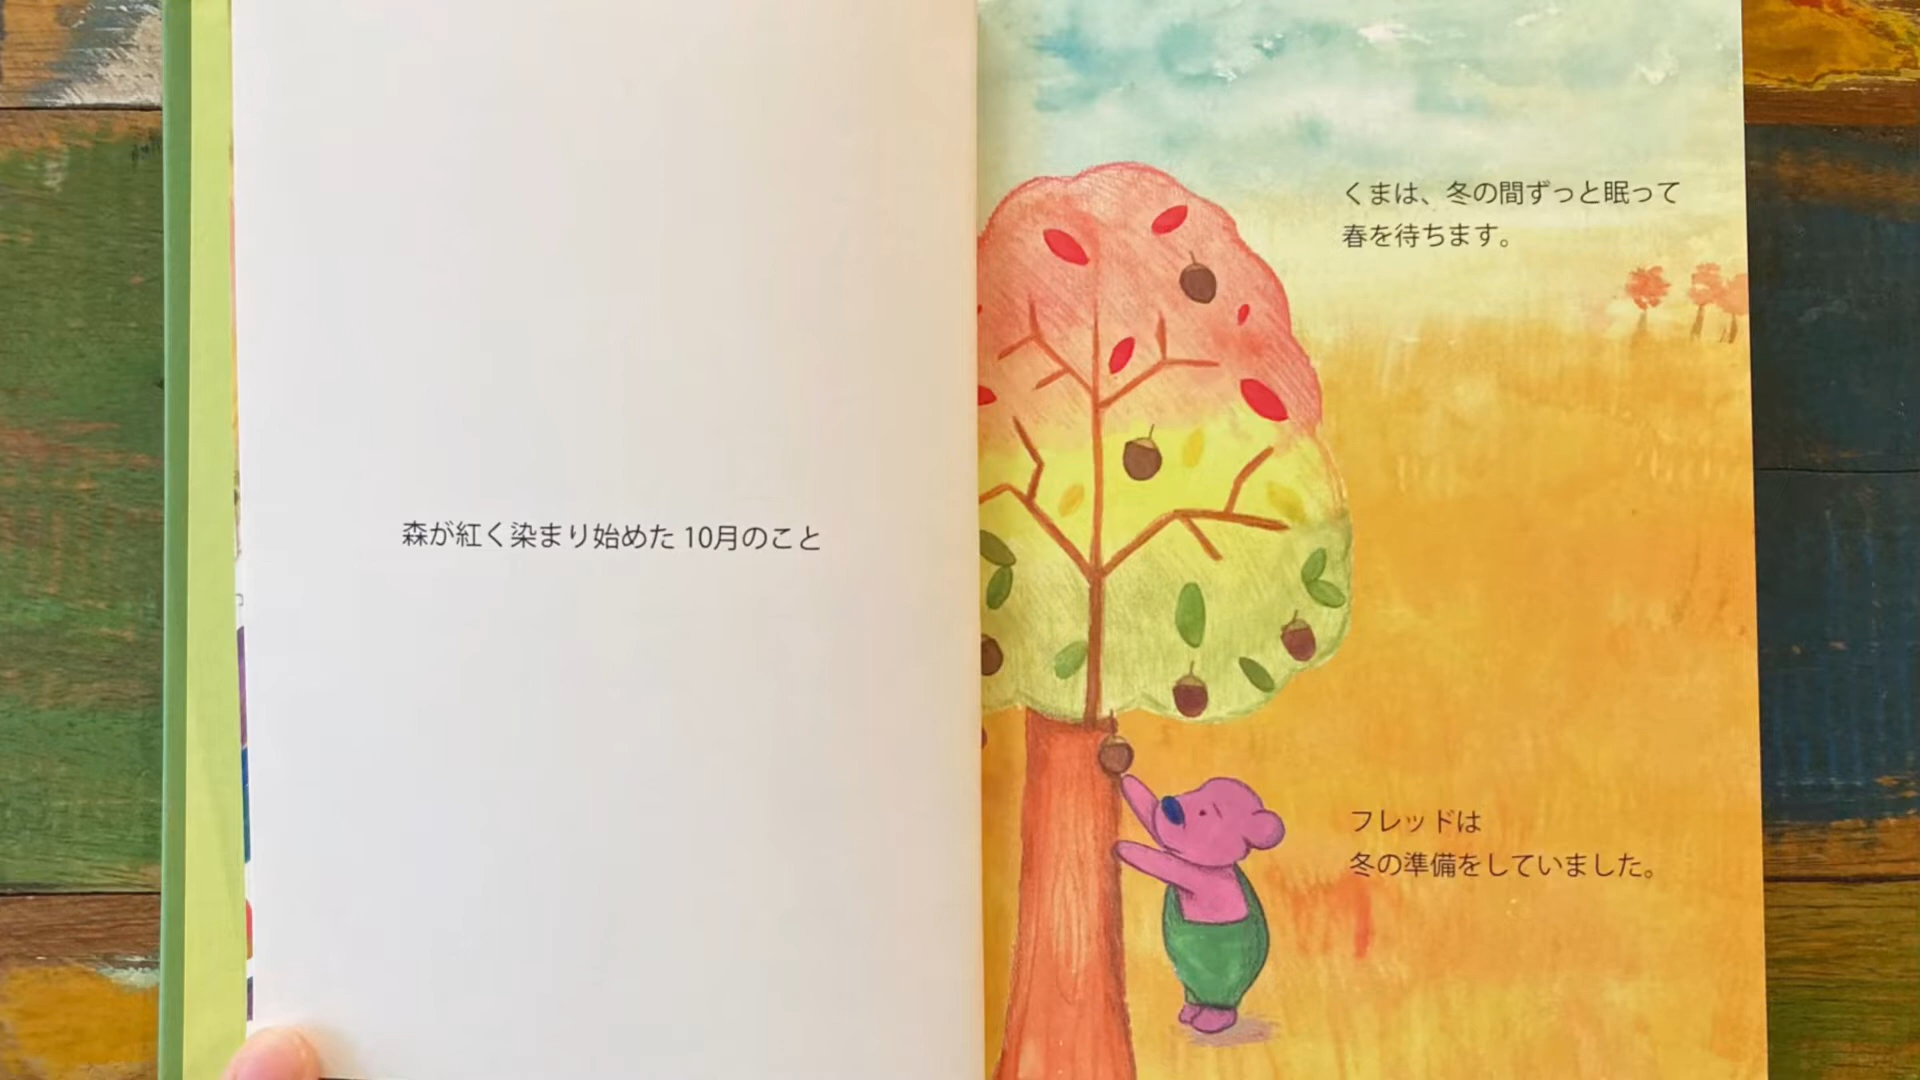 森が紅く染まり始めた 10月のこと
くまは、冬の間ずっと眠って
春を待ちます。
フレッドは
冬の準備をしていました。